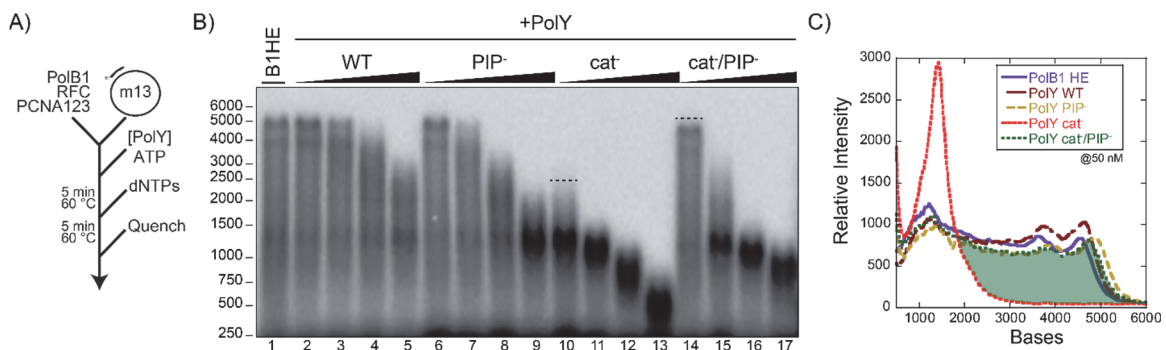 A)
PolB1
RFC
PCNA123
m13
[PolY]
ATP
5 min
60 °C
dNTPs
5 min
60 °C
Quench
B)
B1HE
+PolY
WT
PIP-
cat-
cat-/PIP-
6000
5000
4000
3000
2500
2000
1500
1000
750
500
250
1 2 3 4 5 6 7 8 9 10 11 12 13 14 15 16 17
C)
Relative Intensity
3000
2500
2000
1500
1000
500
0
PolB1 HE
PolY WT
PolY PIP-
PolY cat-
PolY cat-/PIP-
@50 nM
1000 2000 3000 4000 5000 6000
Bases